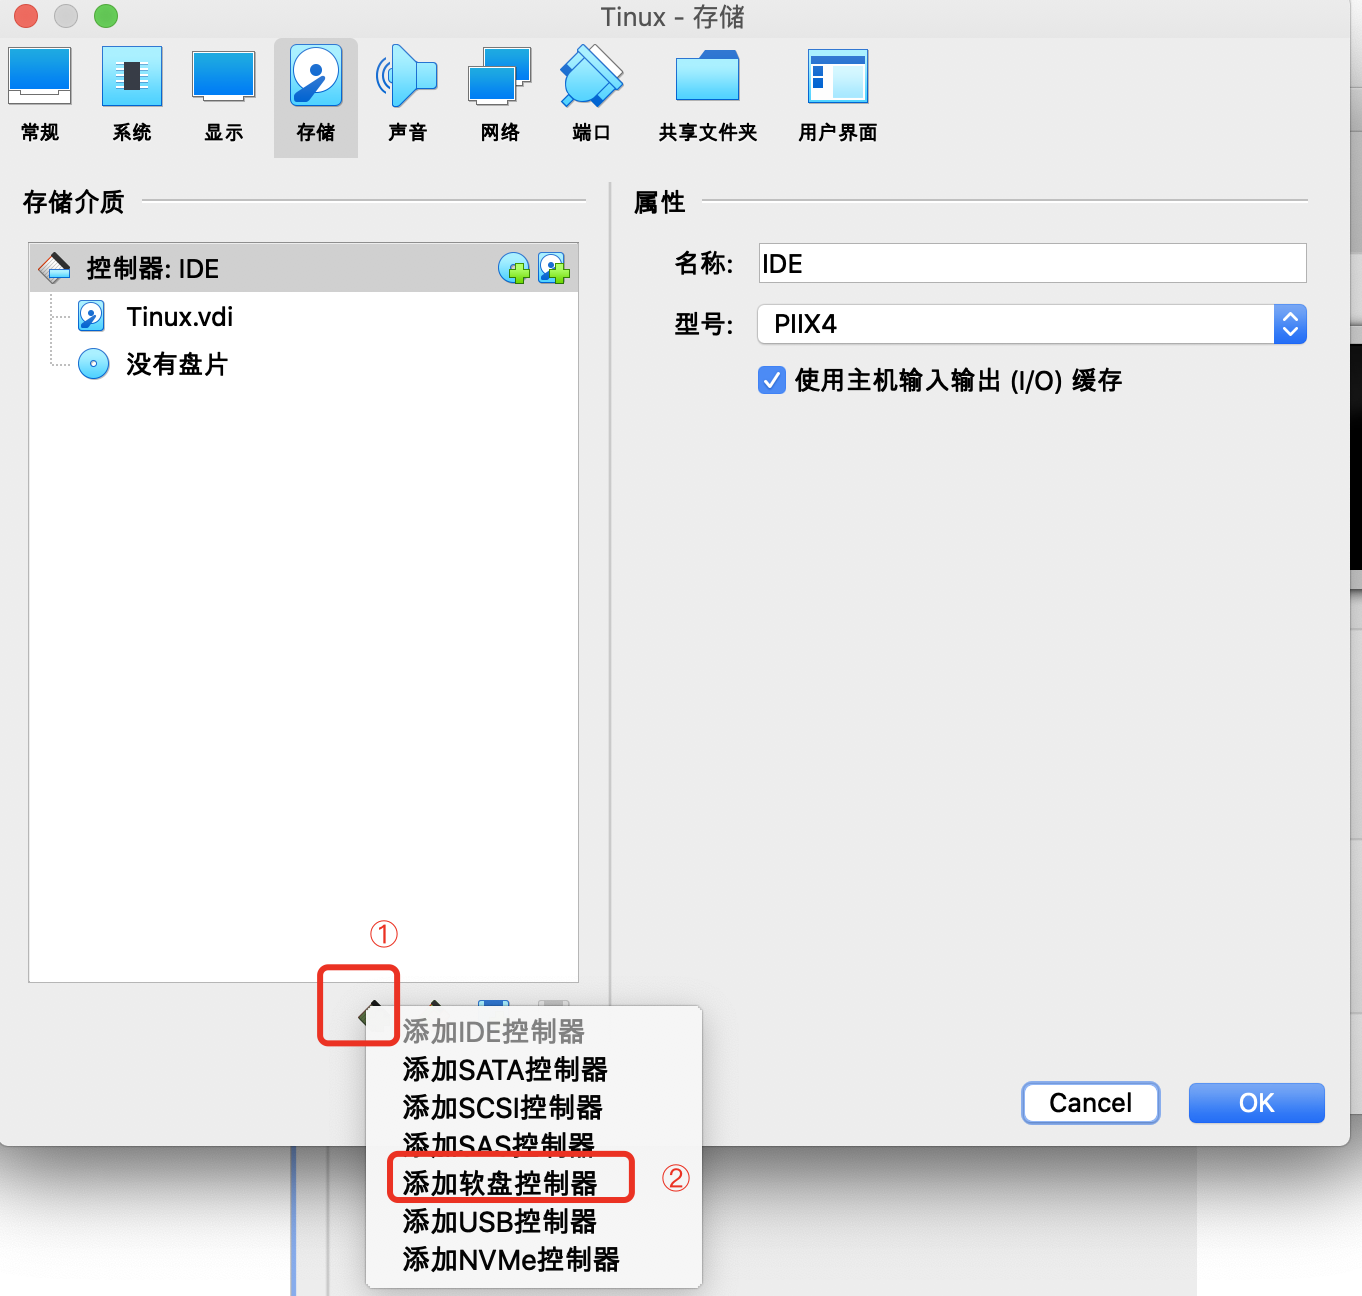 Tinux - 存储
常规 系统 显示 存储 声音 网络 端口 共享文件夹 用户界面
存储介质
控制器: IDE
Tinux.vdi
没有盘片
属性
名称: IDE
型号: PIIX4
使用主机输入输出 (I/O) 缓存
①
添加IDE控制器
添加SATA控制器
添加SCSI控制器
添加SAS控制器
添加软盘控制器 ②
添加USB控制器
添加NVMe控制器
Cancel OK